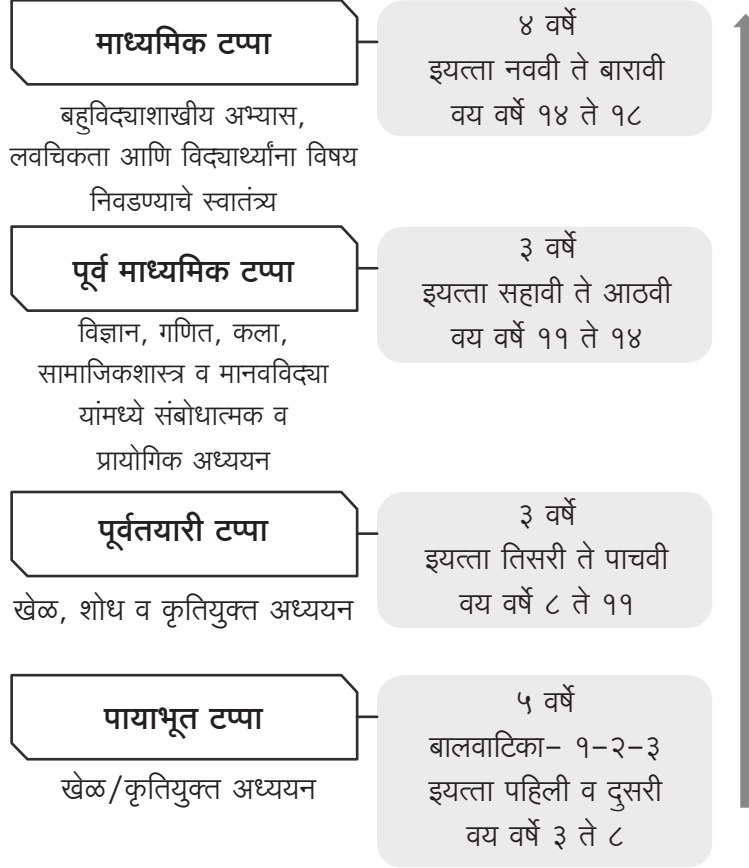 माध्यमिक टप्पा
बहुविद्याशाखीय अभ्यास,
लवचिकता आणि विद्यार्थ्यांना विषय
निवडण्याचे स्वातंत्र्य
४ वर्षे
इयत्ता नववी ते बारावी
वय वर्षे १४ ते १८
पूर्व माध्यमिक टप्पा
विज्ञान, गणित, कला,
सामाजिकशास्त्र व मानवविद्या
यांमध्ये संबोधात्मक व
प्रायोगिक अध्ययन
३ वर्षे
इयत्ता सहावी ते आठवी
वय वर्षे ११ ते १४
पूर्वतयारी टप्पा
खेळ, शोध व कृतियुक्त अध्ययन
३ वर्षे
इयत्ता तिसरी ते पाचवी
वय वर्षे ८ ते ११
पायाभूत टप्पा
खेळ/कृतियुक्त अध्ययन
५ वर्षे
बालवाटिका– १–२–३
इयत्ता पहिली व दुसरी
वय वर्षे ३ ते ८